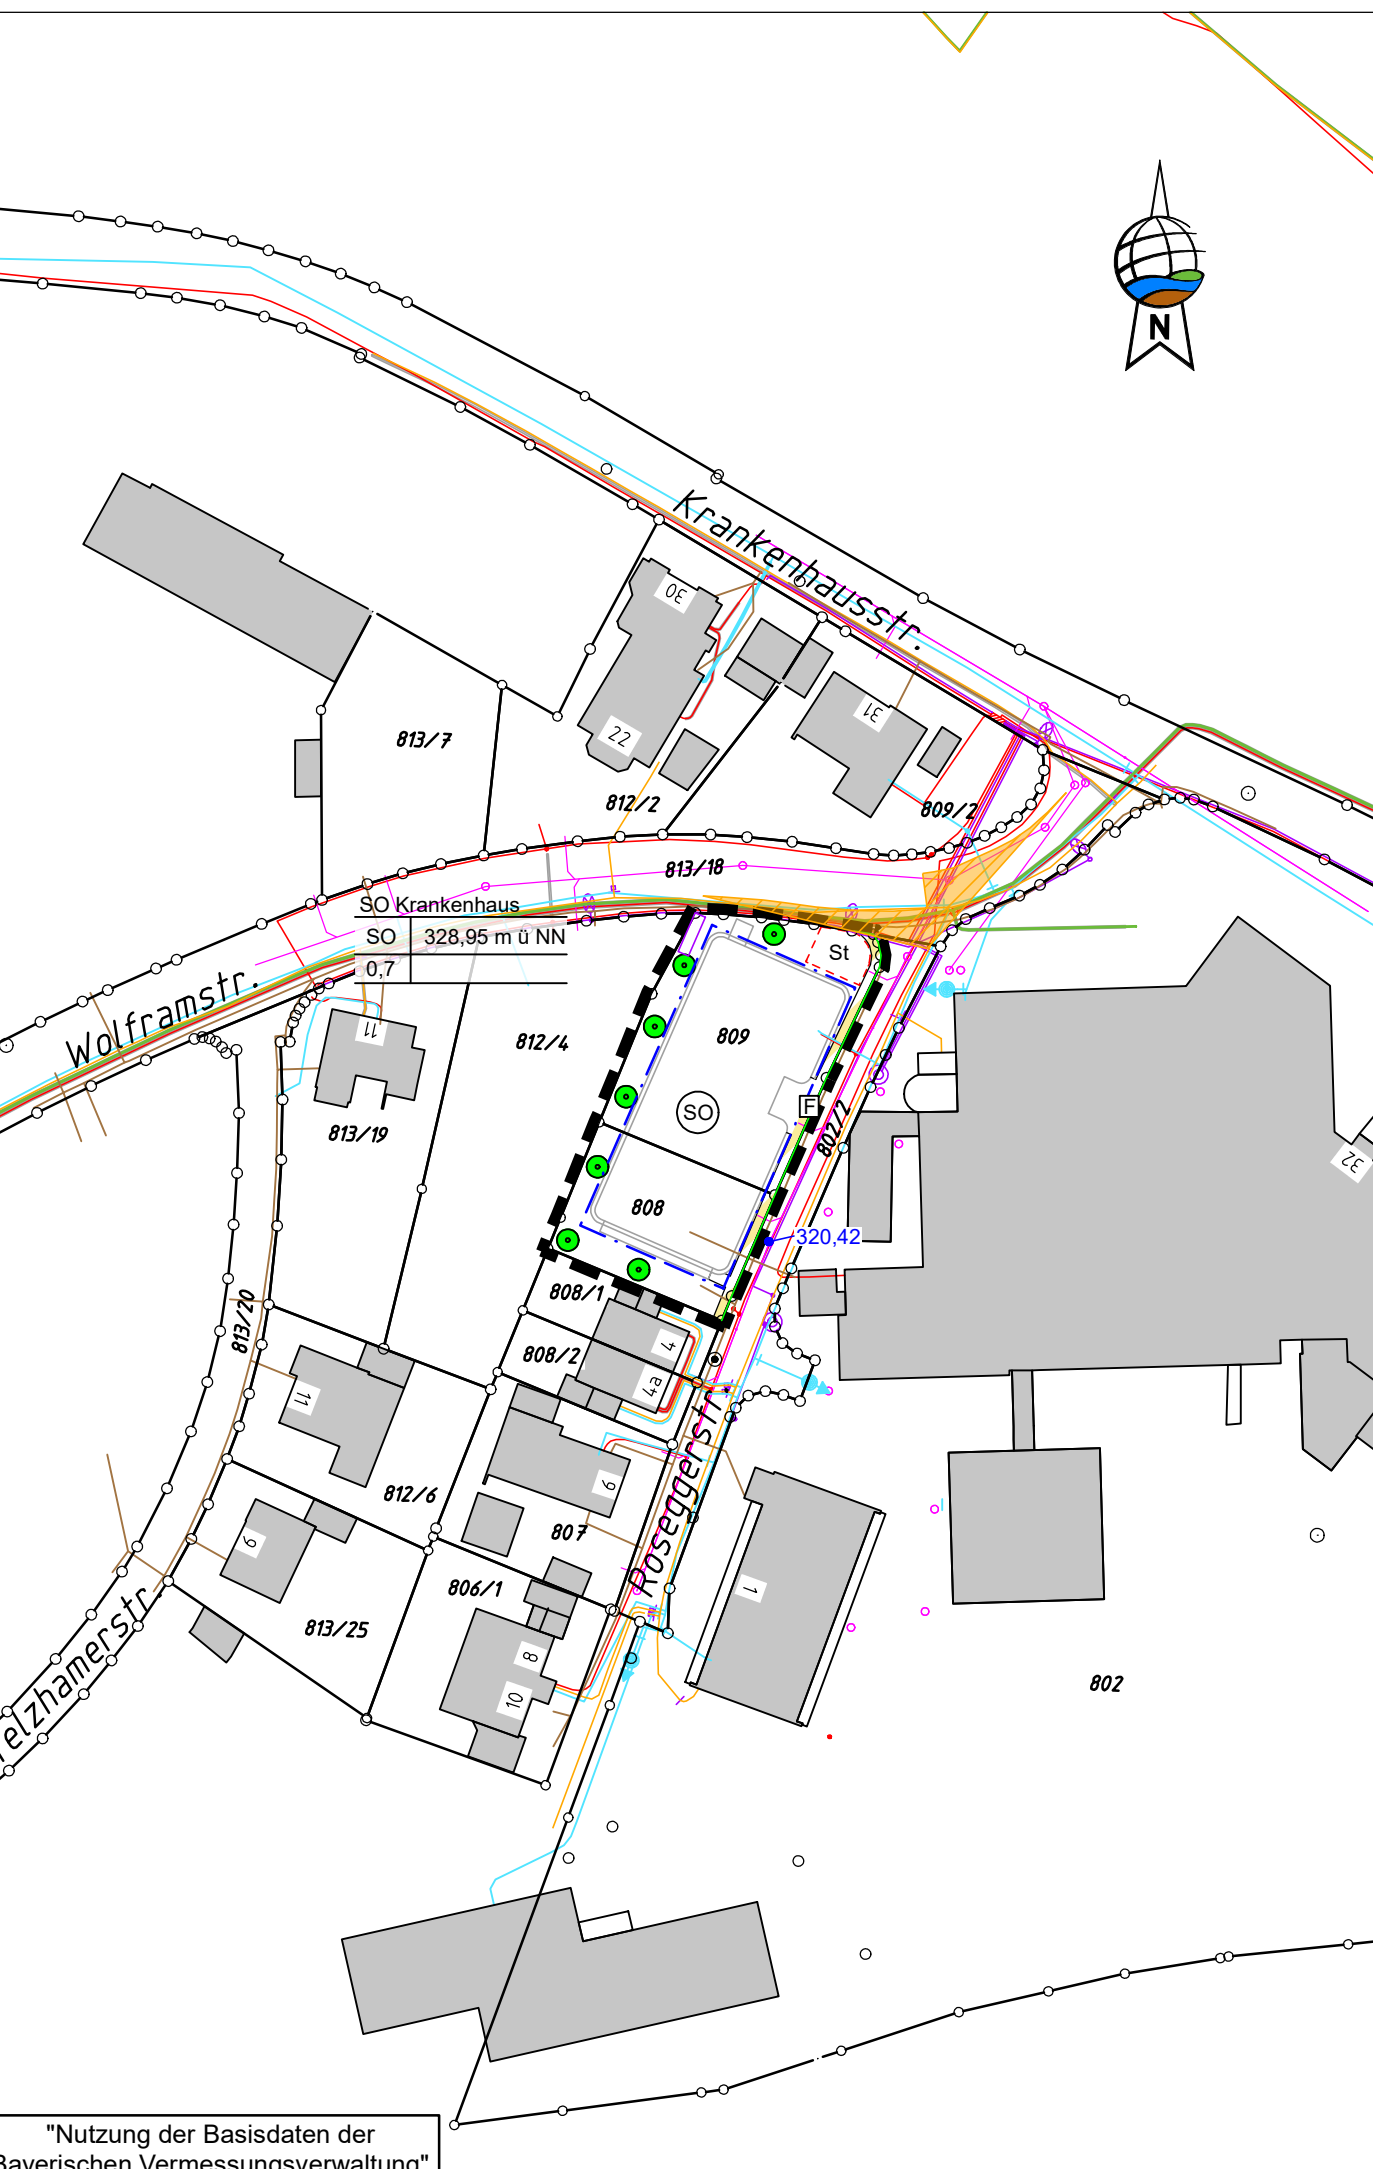 N
Krankenhausstr.
30
31
22
813/7
812/2
809/2
813/18
SO Krankenhaus
SO 328,95 m ü NN
0,7
St
Wolframstr.
11
812/4
809
SO
F
802/2
813/19
32
808
320,42
808/1
813/20
4
808/2
4a
11
Roseggerstr.
812/6
6
9
807
1
806/1
813/25
8
10
802
elzhamerstr.
"Nutzung der Basisdaten der
Bayerischen Vermessungsverwaltung"